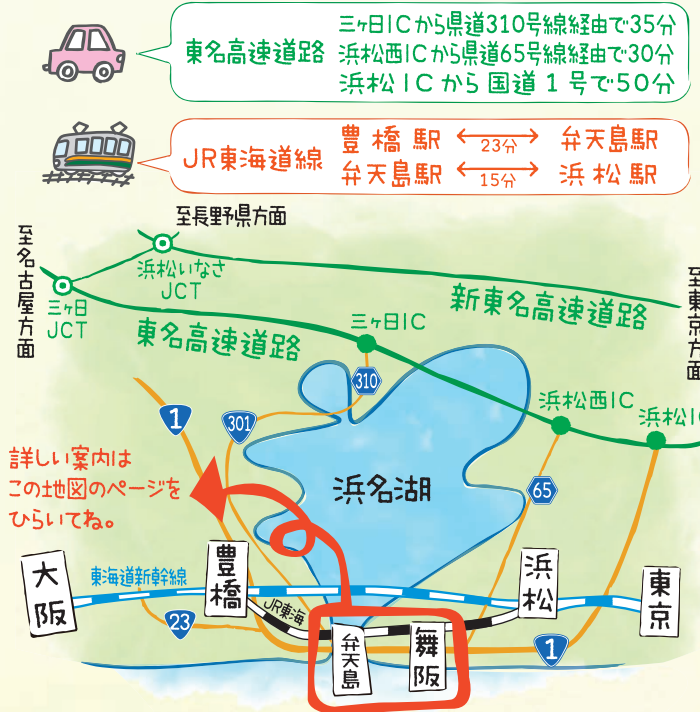 東名高速道路
三ヶ日ICから県道310号線経由で35分
浜松西ICから県道65号線経由で30分
浜松ICから国道1号で50分
JR東海道線
豊橋駅 23分 弁天島駅
弁天島駅 15分 浜松駅
至長野県方面
至名古屋方面
浜松いなさ
JCT
三ヶ日
JCT
新東名高速道路
至東京方面
東名高速道路
三ヶ日IC
310
浜松西IC
浜松IC
1
301
詳しい案内は
この地図のページを
ひらいてね。
浜名湖
65
大阪
東海道新幹線
豊橋
浜松
東京
JR東海
23
弁天島
舞阪
1